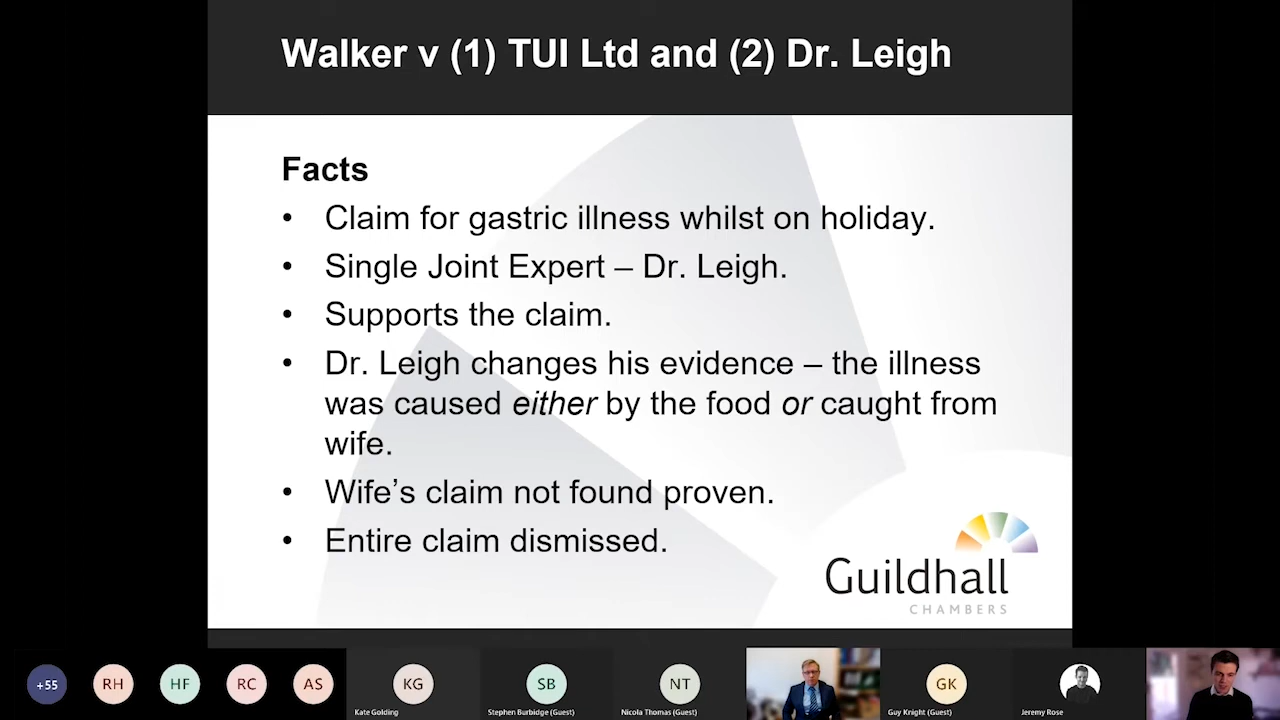 Walker v (1) TUI Ltd and (2) Dr. Leigh
Facts
• Claim for gastric illness whilst on holiday.
• Single Joint Expert – Dr. Leigh.
• Supports the claim.
• Dr. Leigh changes his evidence – the illness
was caused either by the food or caught from
wife.
• Wife’s claim not found proven.
• Entire claim dismissed.
Guildhall
CHAMBERS
+55
RH
HF
RC
AS
KG
Kate Golding
SB
Stephen Burbidge (Guest)
NT
Nicola Thomas (Guest)
GK
Guy Knight (Guest)
Jeremy Rose